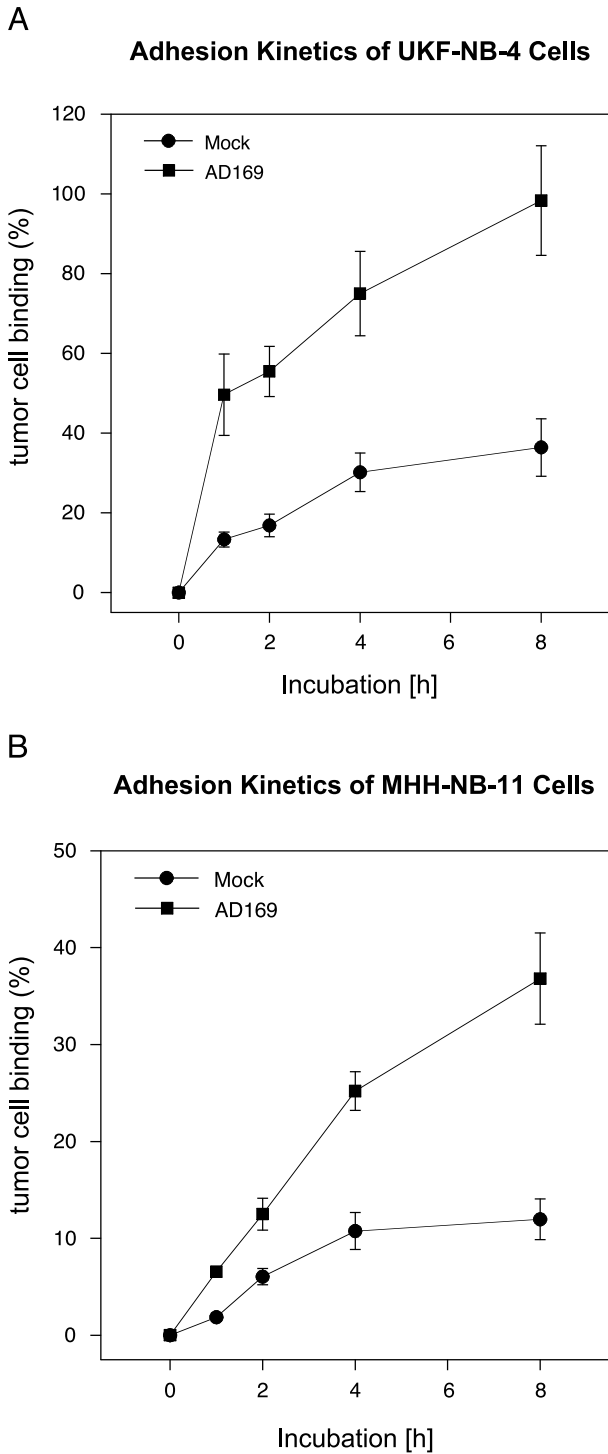 A
Adhesion Kinetics of UKF-NB-4 Cells
120
100
80
60
40
20
0
tumor cell binding (%)
Mock
AD169
0 2 4 6 8
Incubation [h]
B
Adhesion Kinetics of MHH-NB-11 Cells
50
40
30
20
10
0
tumor cell binding (%)
Mock
AD169
0 2 4 6 8
Incubation [h]